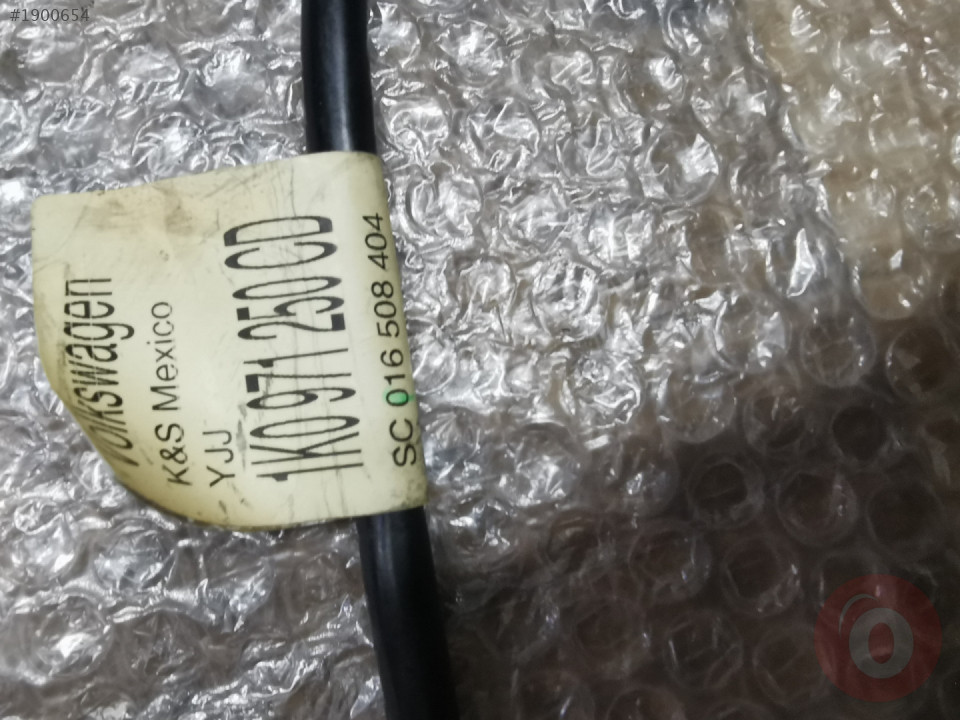 #1900654
Volkswagen
K&S Mexico
YJJ
1K0 971 250 CD
SC 016 508 404
O